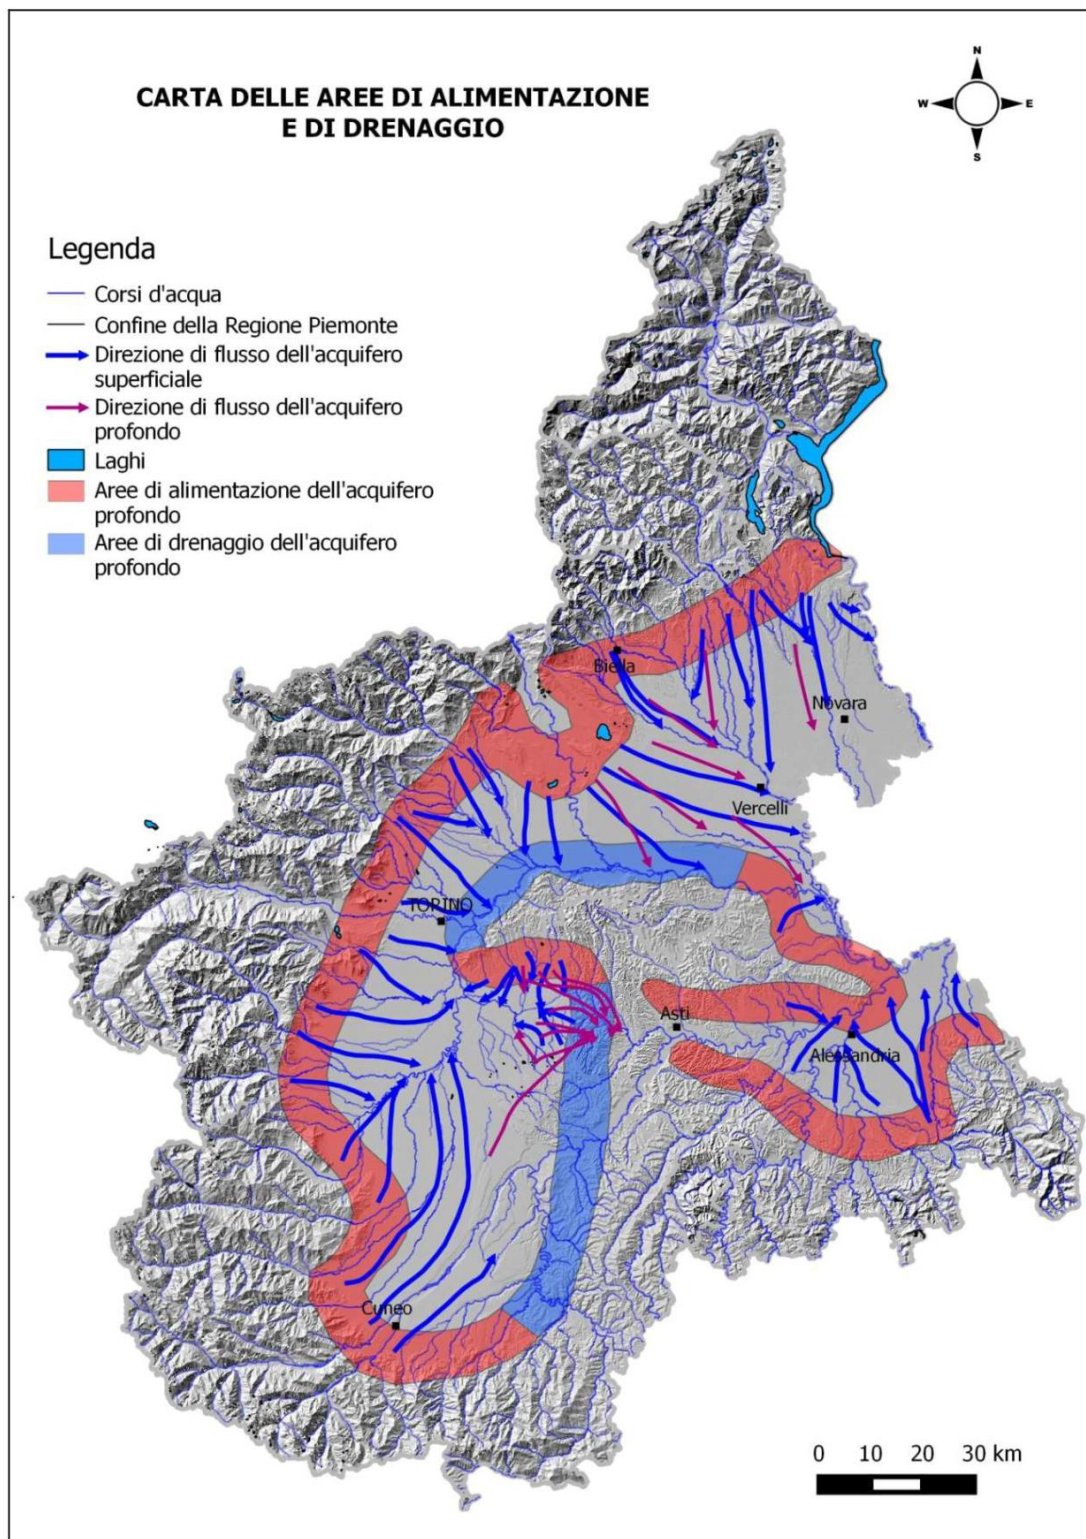 CARTA DELLE AREE DI ALIMENTAZIONE
E DI DRENAGGIO
N
W E
S
Legenda
Corsi d'acqua
Confine della Regione Piemonte
Direzione di flusso dell'acquifero
superficiale
Direzione di flusso dell'acquifero
profondo
Laghi
Aree di alimentazione dell'acquifero
profondo
Aree di drenaggio dell'acquifero
profondo
Biella
Novara
Vercelli
TORINO
Asti
Alessandria
Cuneo
0 10 20 30 km